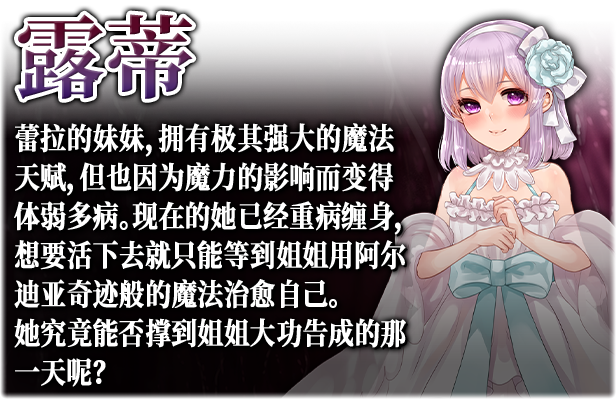 露蒂
蕾拉的妹妹，拥有极其强大的魔法
天赋，但也因为魔力的影响而变得
体弱多病。现在的她已经重病缠身，
想要活下去就只能等到姐姐用阿尔
迪亚奇迹般的魔法治愈自己。
她究竟能否撑到姐姐大功告成的那
一天呢？